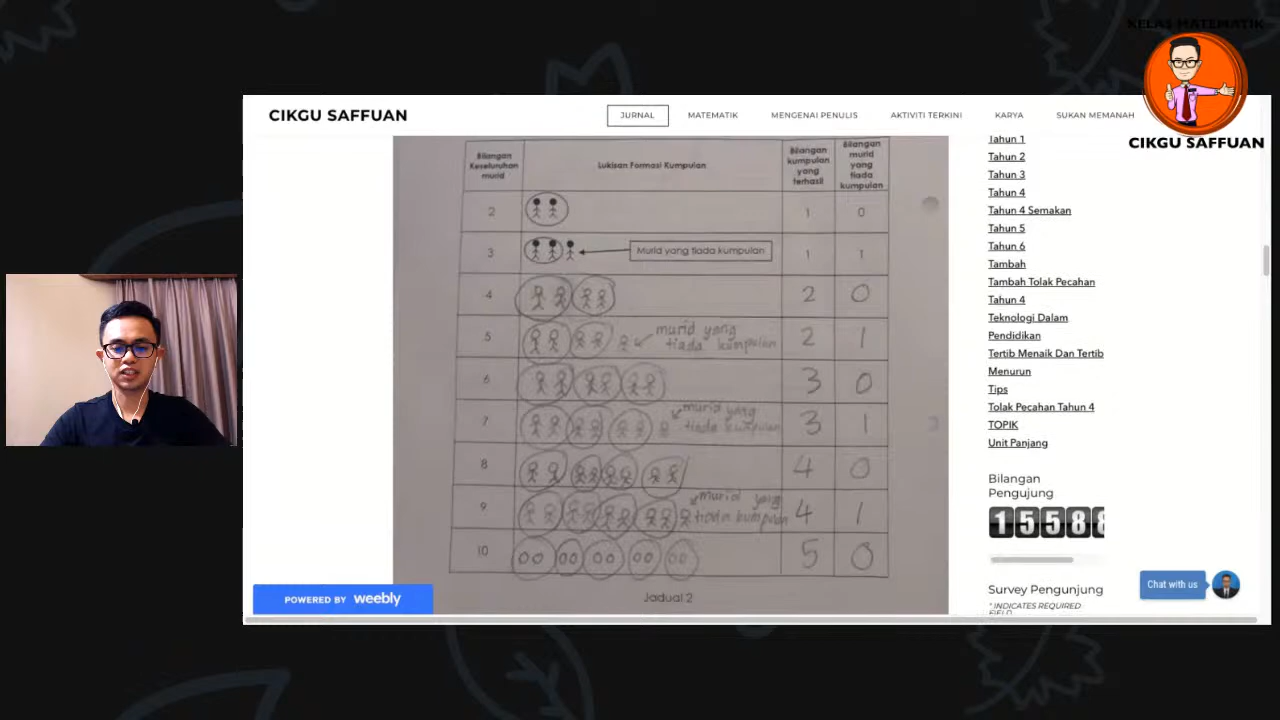 KELAS MATEMATIK
CIKGU SAFFUAN
CIKGU SAFFUAN
JURNAL
MATEMATIK
MENGENAI PENULIS
AKTIVITI TERKINI
KARYA
SUKAN MEMANAH
Bilangan
Keseluruhan
murid
Lukisan Formasi Kumpulan
Bilangan
kumpulan
yang
terhasil
Bilangan
murid
yang
tiada
kumpulan
2
1
0
3
Murid yang tiada kumpulan
1
1
4
2
0
5
murid yang
tiada kumpulan
2
1
6
3
0
7
murid yang
tiada kumpulan
3
1
8
4
0
9
murid yang
tiada kumpulan
4
1
10
5
0
Jadual 2
Tahun 1
Tahun 2
Tahun 3
Tahun 4
Tahun 4 Semakan
Tahun 5
Tahun 6
Tambah
Tambah Tolak Pecahan
Tahun 4
Teknologi Dalam
Pendidikan
Tertib Menaik Dan Tertib
Menurun
Tips
Tolak Pecahan Tahun 4
TOPIK
Unit Panjang
Bilangan
Pengujung
1558
Survey Pengunjung
* INDICATES REQUIRED
FIELD
Chat with us
POWERED BY weebly